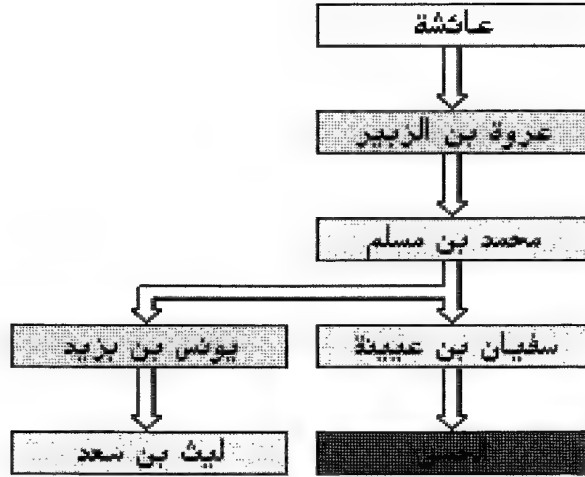 عائشة
عروة بن الزبير
محمد بن مسلم
سفيان بن عيينة
يونس بن يزيد
ليث بن سعد